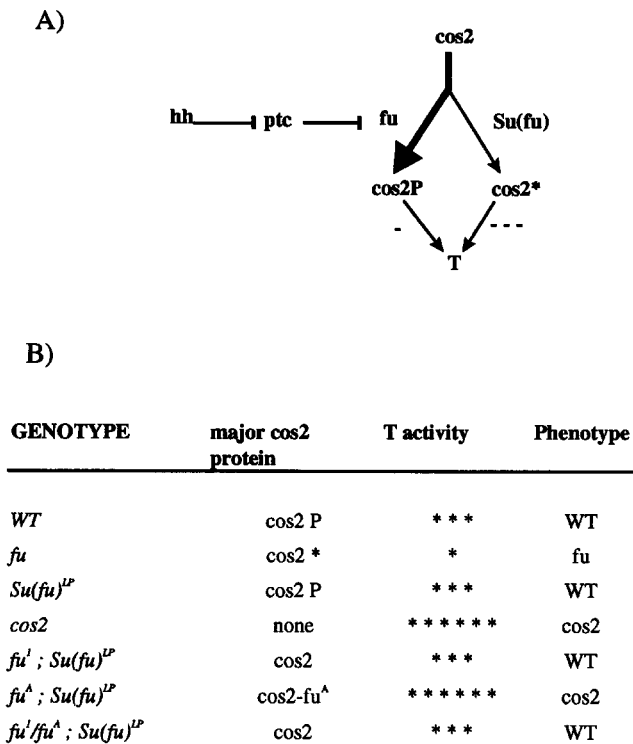 A)
cos2
hh ptc fu Su(fu)
cos2P cos2*
- - - -
T
B)
GENOTYPE major cos2 protein T activity Phenotype
WT cos2 P * * * WT
fu cos2 * * fu
Su(fu)^LP cos2 P * * * WT
cos2 none * * * * * * cos2
fu^1 ; Su(fu)^LP cos2 * * * WT
fu^A ; Su(fu)^LP cos2-fu^A * * * * * * cos2
fu^1/fu^A ; Su(fu)^LP cos2 * * * WT